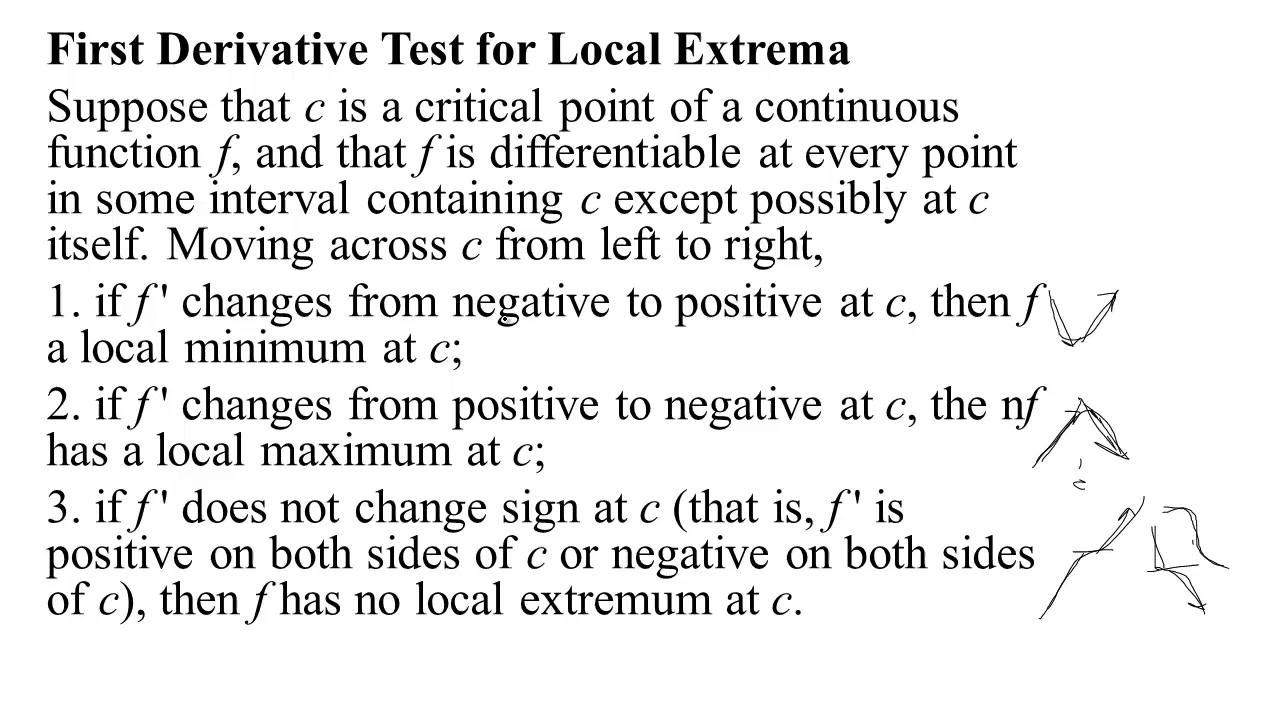 First Derivative Test for Local Extrema
Suppose that c is a critical point of a continuous
function f, and that f is differentiable at every point
in some interval containing c except possibly at c
itself. Moving across c from left to right,
1. if f ' changes from negative to positive at c, then f
a local minimum at c;
2. if f ' changes from positive to negative at c, the nf
has a local maximum at c;
c
3. if f ' does not change sign at c (that is, f ' is
positive on both sides of c or negative on both sides
of c), then f has no local extremum at c.